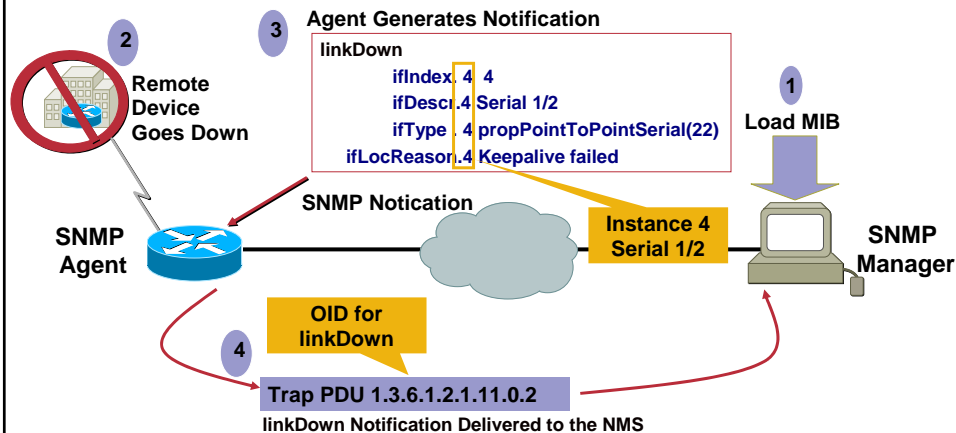 Agent Generates Notification
3
linkDown
ifIndex. 4 4
ifDescr.4 Serial 1/2
ifType . 4 propPointToPointSerial(22)
ifLocReason.4 Keepalive failed
2
Remote
Device
Goes Down
1
Load MIB
SNMP Notication
Instance 4
Serial 1/2
SNMP
Agent
SNMP
Manager
OID for
linkDown
4
Trap PDU 1.3.6.1.2.1.11.0.2
linkDown Notification Delivered to the NMS